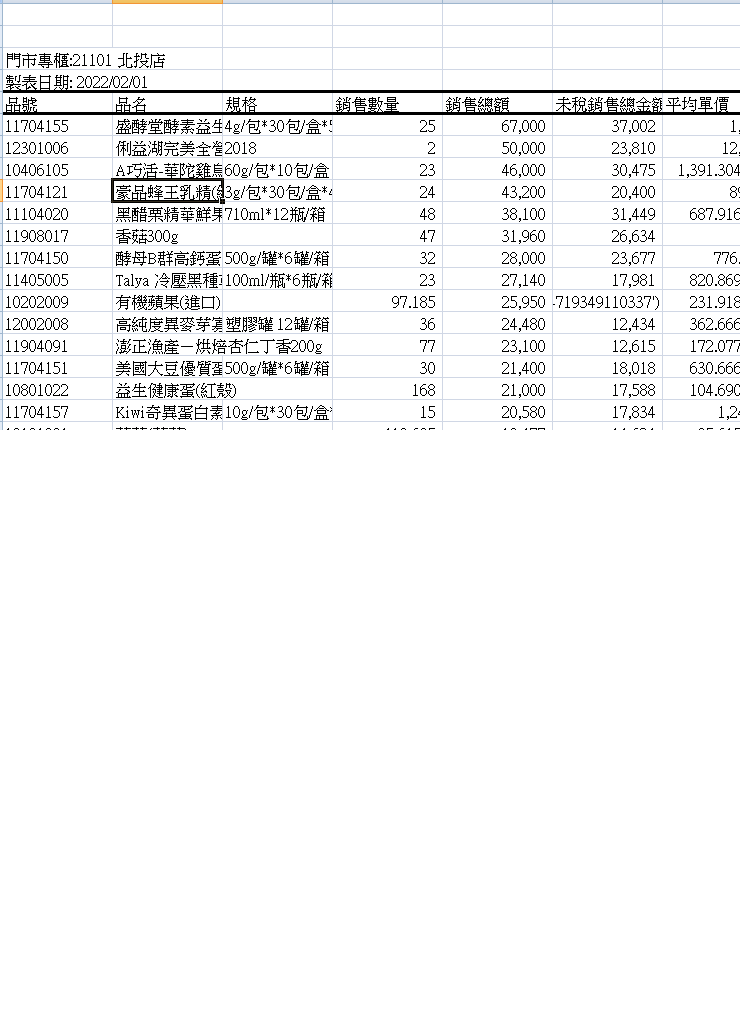 門市專櫃:21101 北投店
製表日期: 2022/02/01
品號 品名 規格 銷售數量 銷售總額 未稅銷售總金額 平均單價
11704155 盛酵堂酵素益生 4g/包*30包/盒* 25 67,000 37,002 1,
12301006 俐益湖完美全 2018 2 50,000 23,810 12,
10406105 A巧活-華陀雞 60g/包*10包/盒 23 46,000 30,475 1,391.304
11704121 豪品蜂王乳精( 3g/包*30包/盒* 24 43,200 20,400 89
11104020 黑醋栗精華鮮果 710ml*12瓶/箱 48 38,100 31,449 687.916
11908017 香菇300g 47 31,960 26,634
11704150 酵母B群高鈣蛋 500g/罐*6罐/箱 32 28,000 23,677 776.
11405005 Talya 冷壓黑種 100ml/瓶*6瓶/箱 23 27,140 17,981 820.869
10202009 有機蘋果(進口) 97.185 25,950 -719349110337') 231.918
12002008 高純度異麥芽寡 塑膠罐 12罐/箱 36 24,480 12,434 362.666
11904091 澎正漁產－烘焙杏仁丁香200g 77 23,100 12,615 172.077
11704151 美國大豆優質蛋 500g/罐*6罐/箱 30 21,400 18,018 630.666
10801022 益生健康蛋(紅殼) 168 21,000 17,588 104.690
11704157 Kiwi奇異蛋白素 10g/包*30包/盒* 15 20,580 17,834 1,24